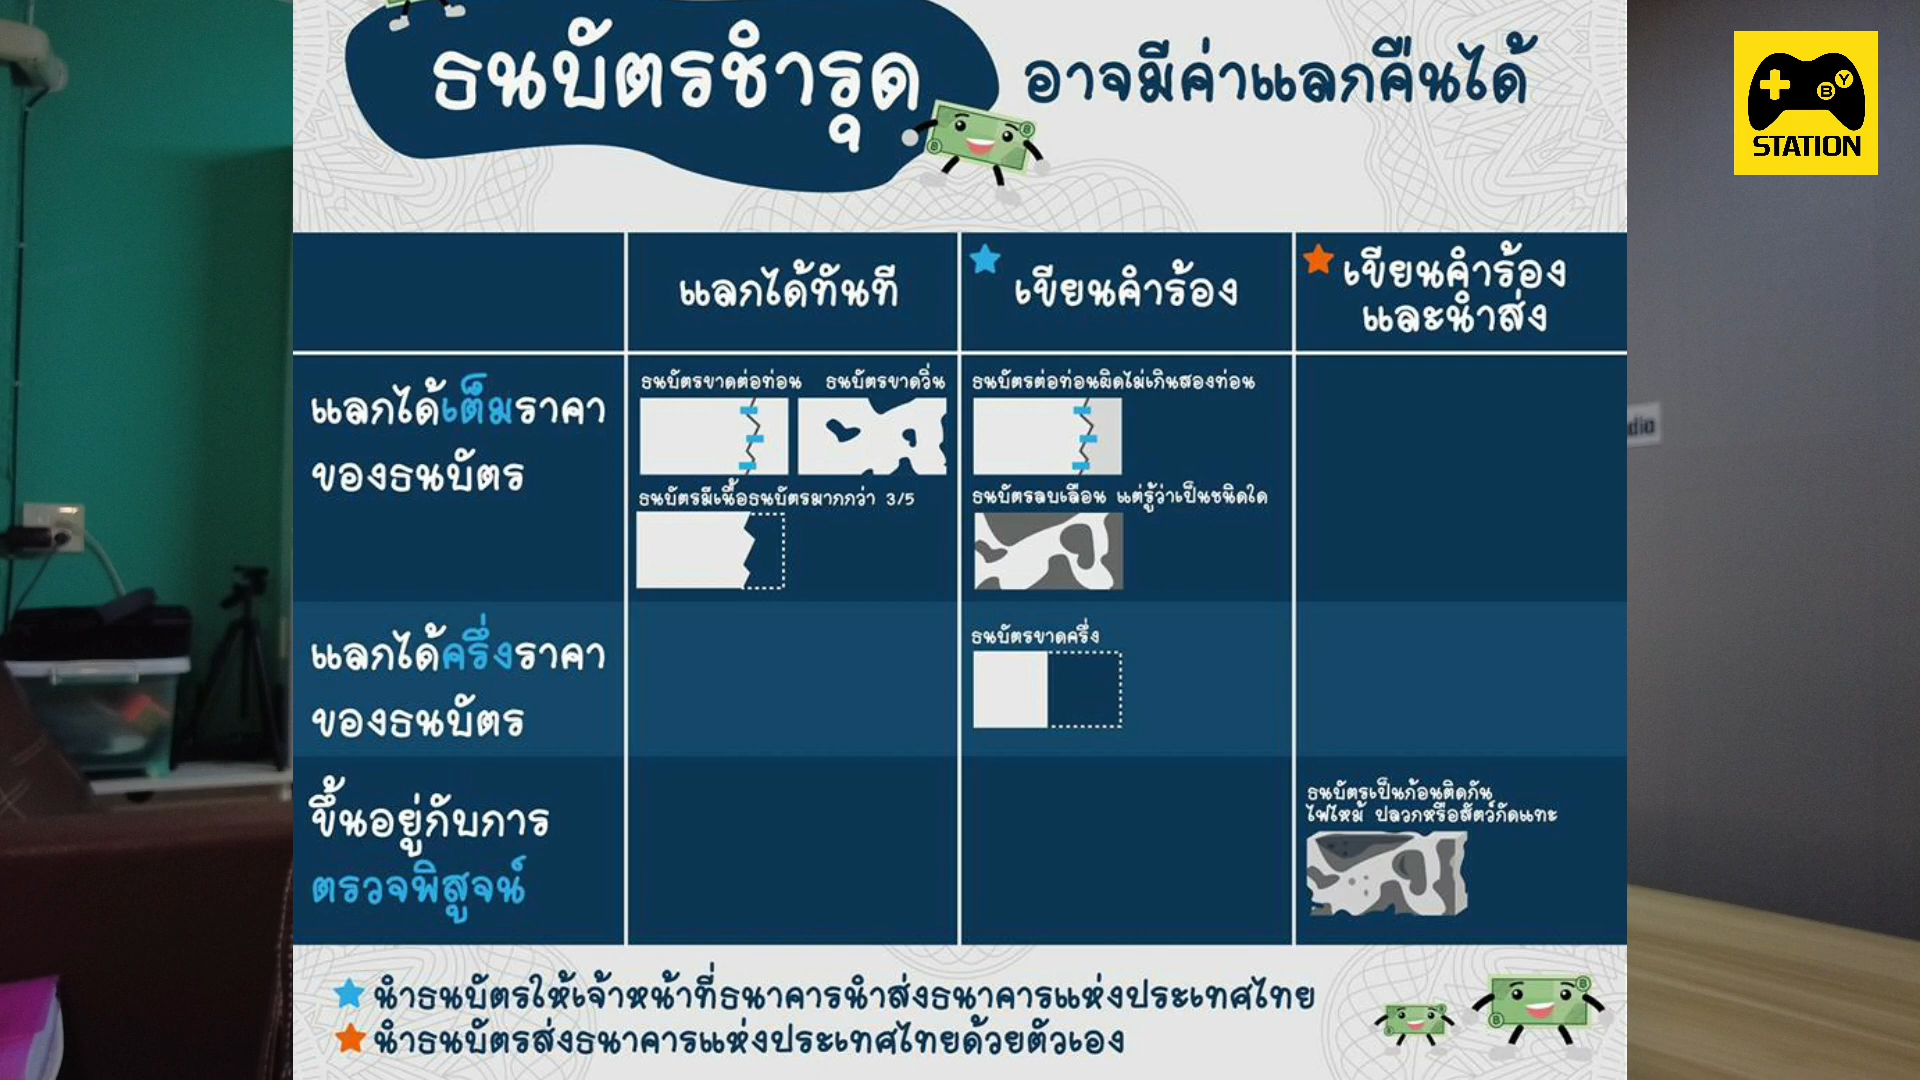 ธนบัตรชำรุด อาจมีค่าแลกคืนได้
B Y
STATION
แลกได้ทันที
เขียนคำร้อง
เขียนคำร้อง
และนำส่ง
แลกได้เต็มราคา
ของธนบัตร
ธนบัตรขาดต่อท่อน ธนบัตรขาดวิ่น
ธนบัตรมีเนื้อธนบัตรมากกว่า 3/5
ธนบัตรต่อท่อนผิดไม่เกินสองท่อน
ธนบัตรลบเลือน แต่รู้ว่าเป็นชนิดใด
แลกได้ครึ่งราคา
ของธนบัตร
ธนบัตรขาดครึ่ง
ขึ้นอยู่กับการ
ตรวจพิสูจน์
ธนบัตรเป็นก้อนติดกัน
ไฟไหม้ ปลวกหรือสัตว์กัดแทะ
นำธนบัตรให้เจ้าหน้าที่ธนาคารนำส่งธนาคารแห่งประเทศไทย
นำธนบัตรส่งธนาคารแห่งประเทศไทยด้วยตัวเอง